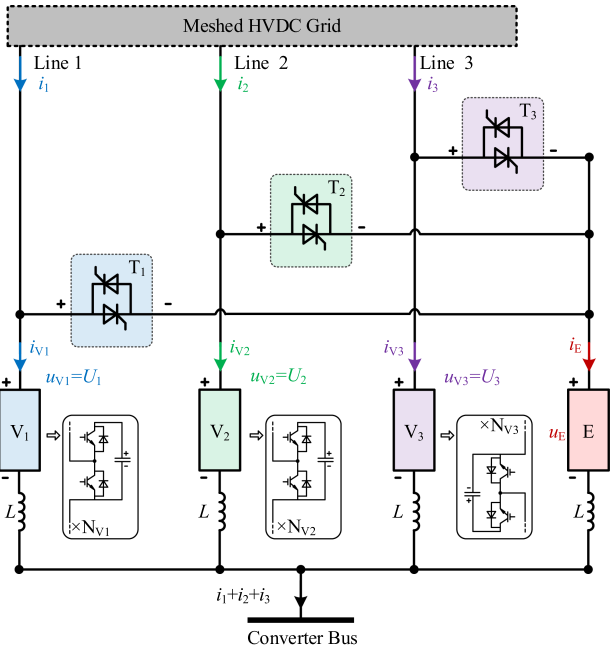 Meshed HVDC Grid
Line 1 Line 2 Line 3
i1 i2 i3
T3
+ -
T2
+ -
T1
+ -
iV1 iV2 iV3 iE
+ uV1=U1 + uV2=U2 + uV3=U3 +
V1 V2 V3 uE E
×NV3
- - - -
L L L L
×NV1 ×NV2
i1+i2+i3
Converter Bus